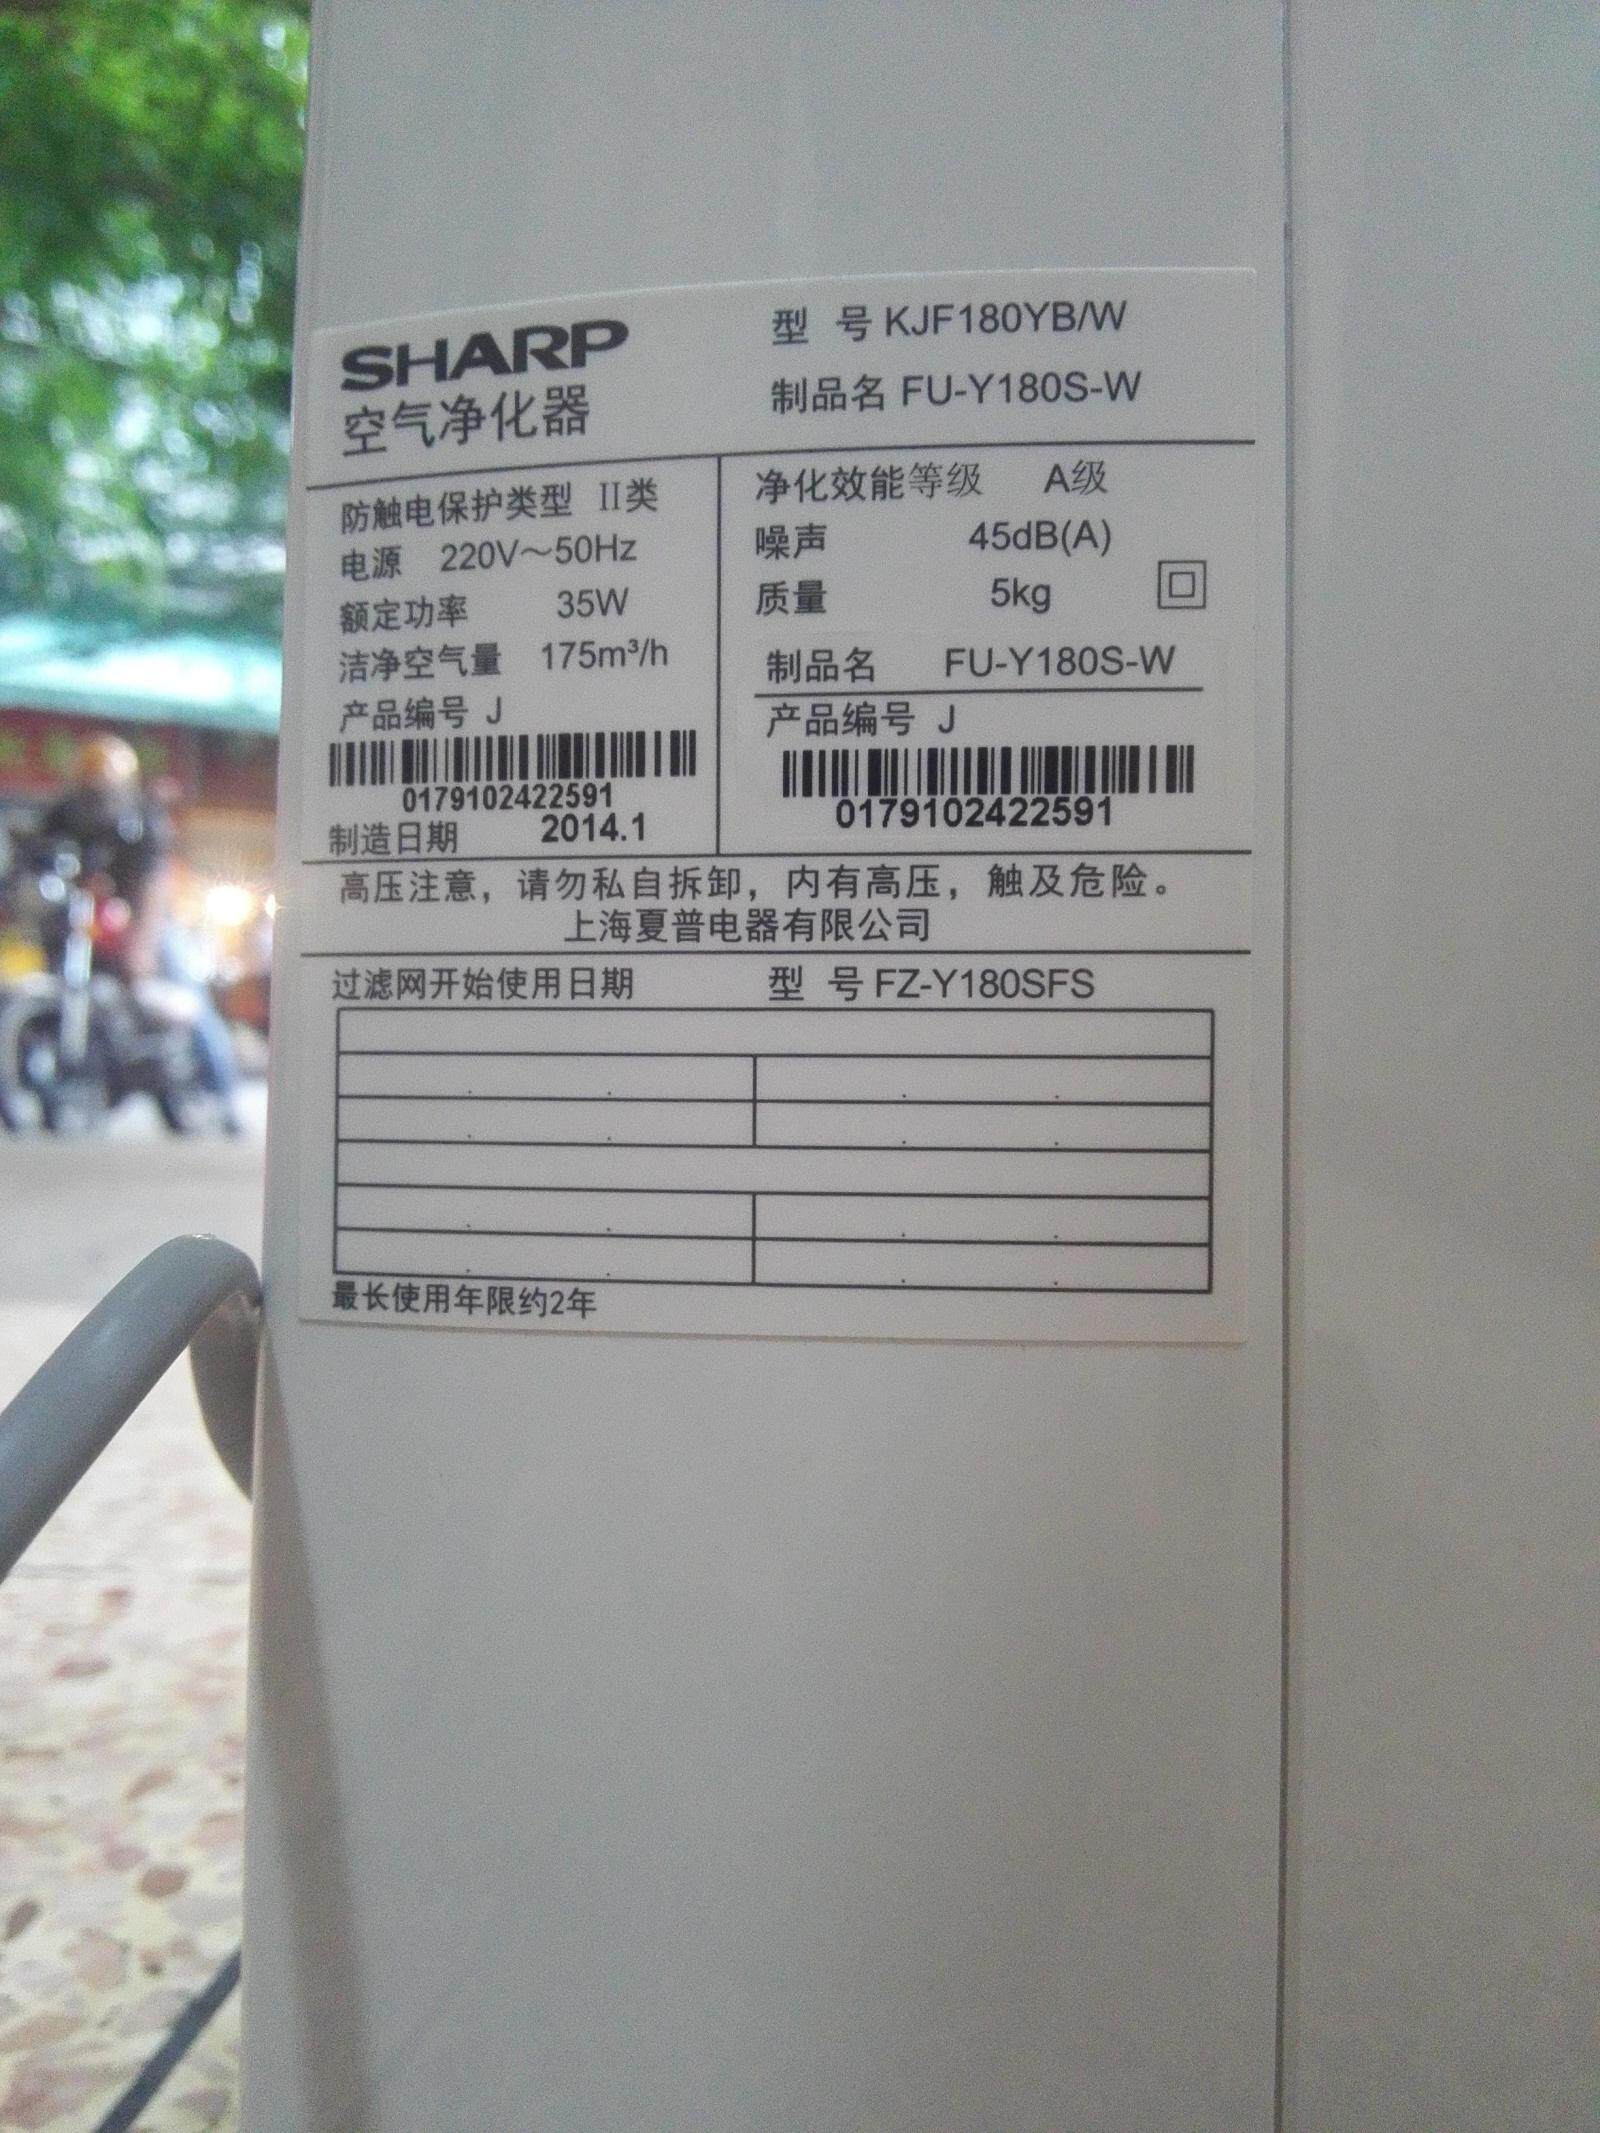 SHARP
空气净化器
型 号 KJF180YB/W
制品名 FU-Y180S-W
防触电保护类型 II类
电源 220V～50Hz
额定功率 35W
洁净空气量 175m³/h
产品编号 J
0179102422591
制造日期 2014.1
净化效能等级 A级
噪声 45dB(A)
质量 5kg
制品名 FU-Y180S-W
产品编号 J
0179102422591
高压注意，请勿私自拆卸，内有高压，触及危险。
上海夏普电器有限公司
过滤网开始使用日期 型 号 FZ-Y180SFS
最长使用年限约2年